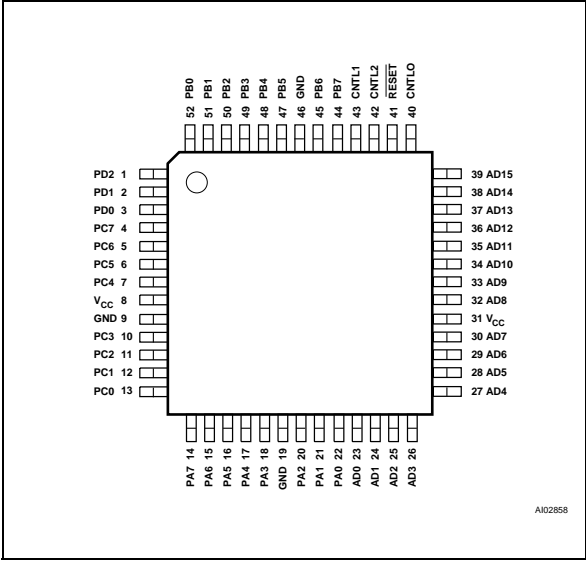 52 PB0
51 PB1
50 PB2
49 PB3
48 PB4
47 PB5
46 GND
45 PB6
44 PB7
43 CNTL1
42 CNTL2
41 RESET
40 CNTLO
PD2 1
PD1 2
PD0 3
PC7 4
PC6 5
PC5 6
PC4 7
VCC 8
GND 9
PC3 10
PC2 11
PC1 12
PC0 13
39 AD15
38 AD14
37 AD13
36 AD12
35 AD11
34 AD10
33 AD9
32 AD8
31 VCC
30 AD7
29 AD6
28 AD5
27 AD4
PA7 14
PA6 15
PA5 16
PA4 17
PA3 18
GND 19
PA2 20
PA1 21
PA0 22
AD0 23
AD1 24
AD2 25
AD3 26
AI02858